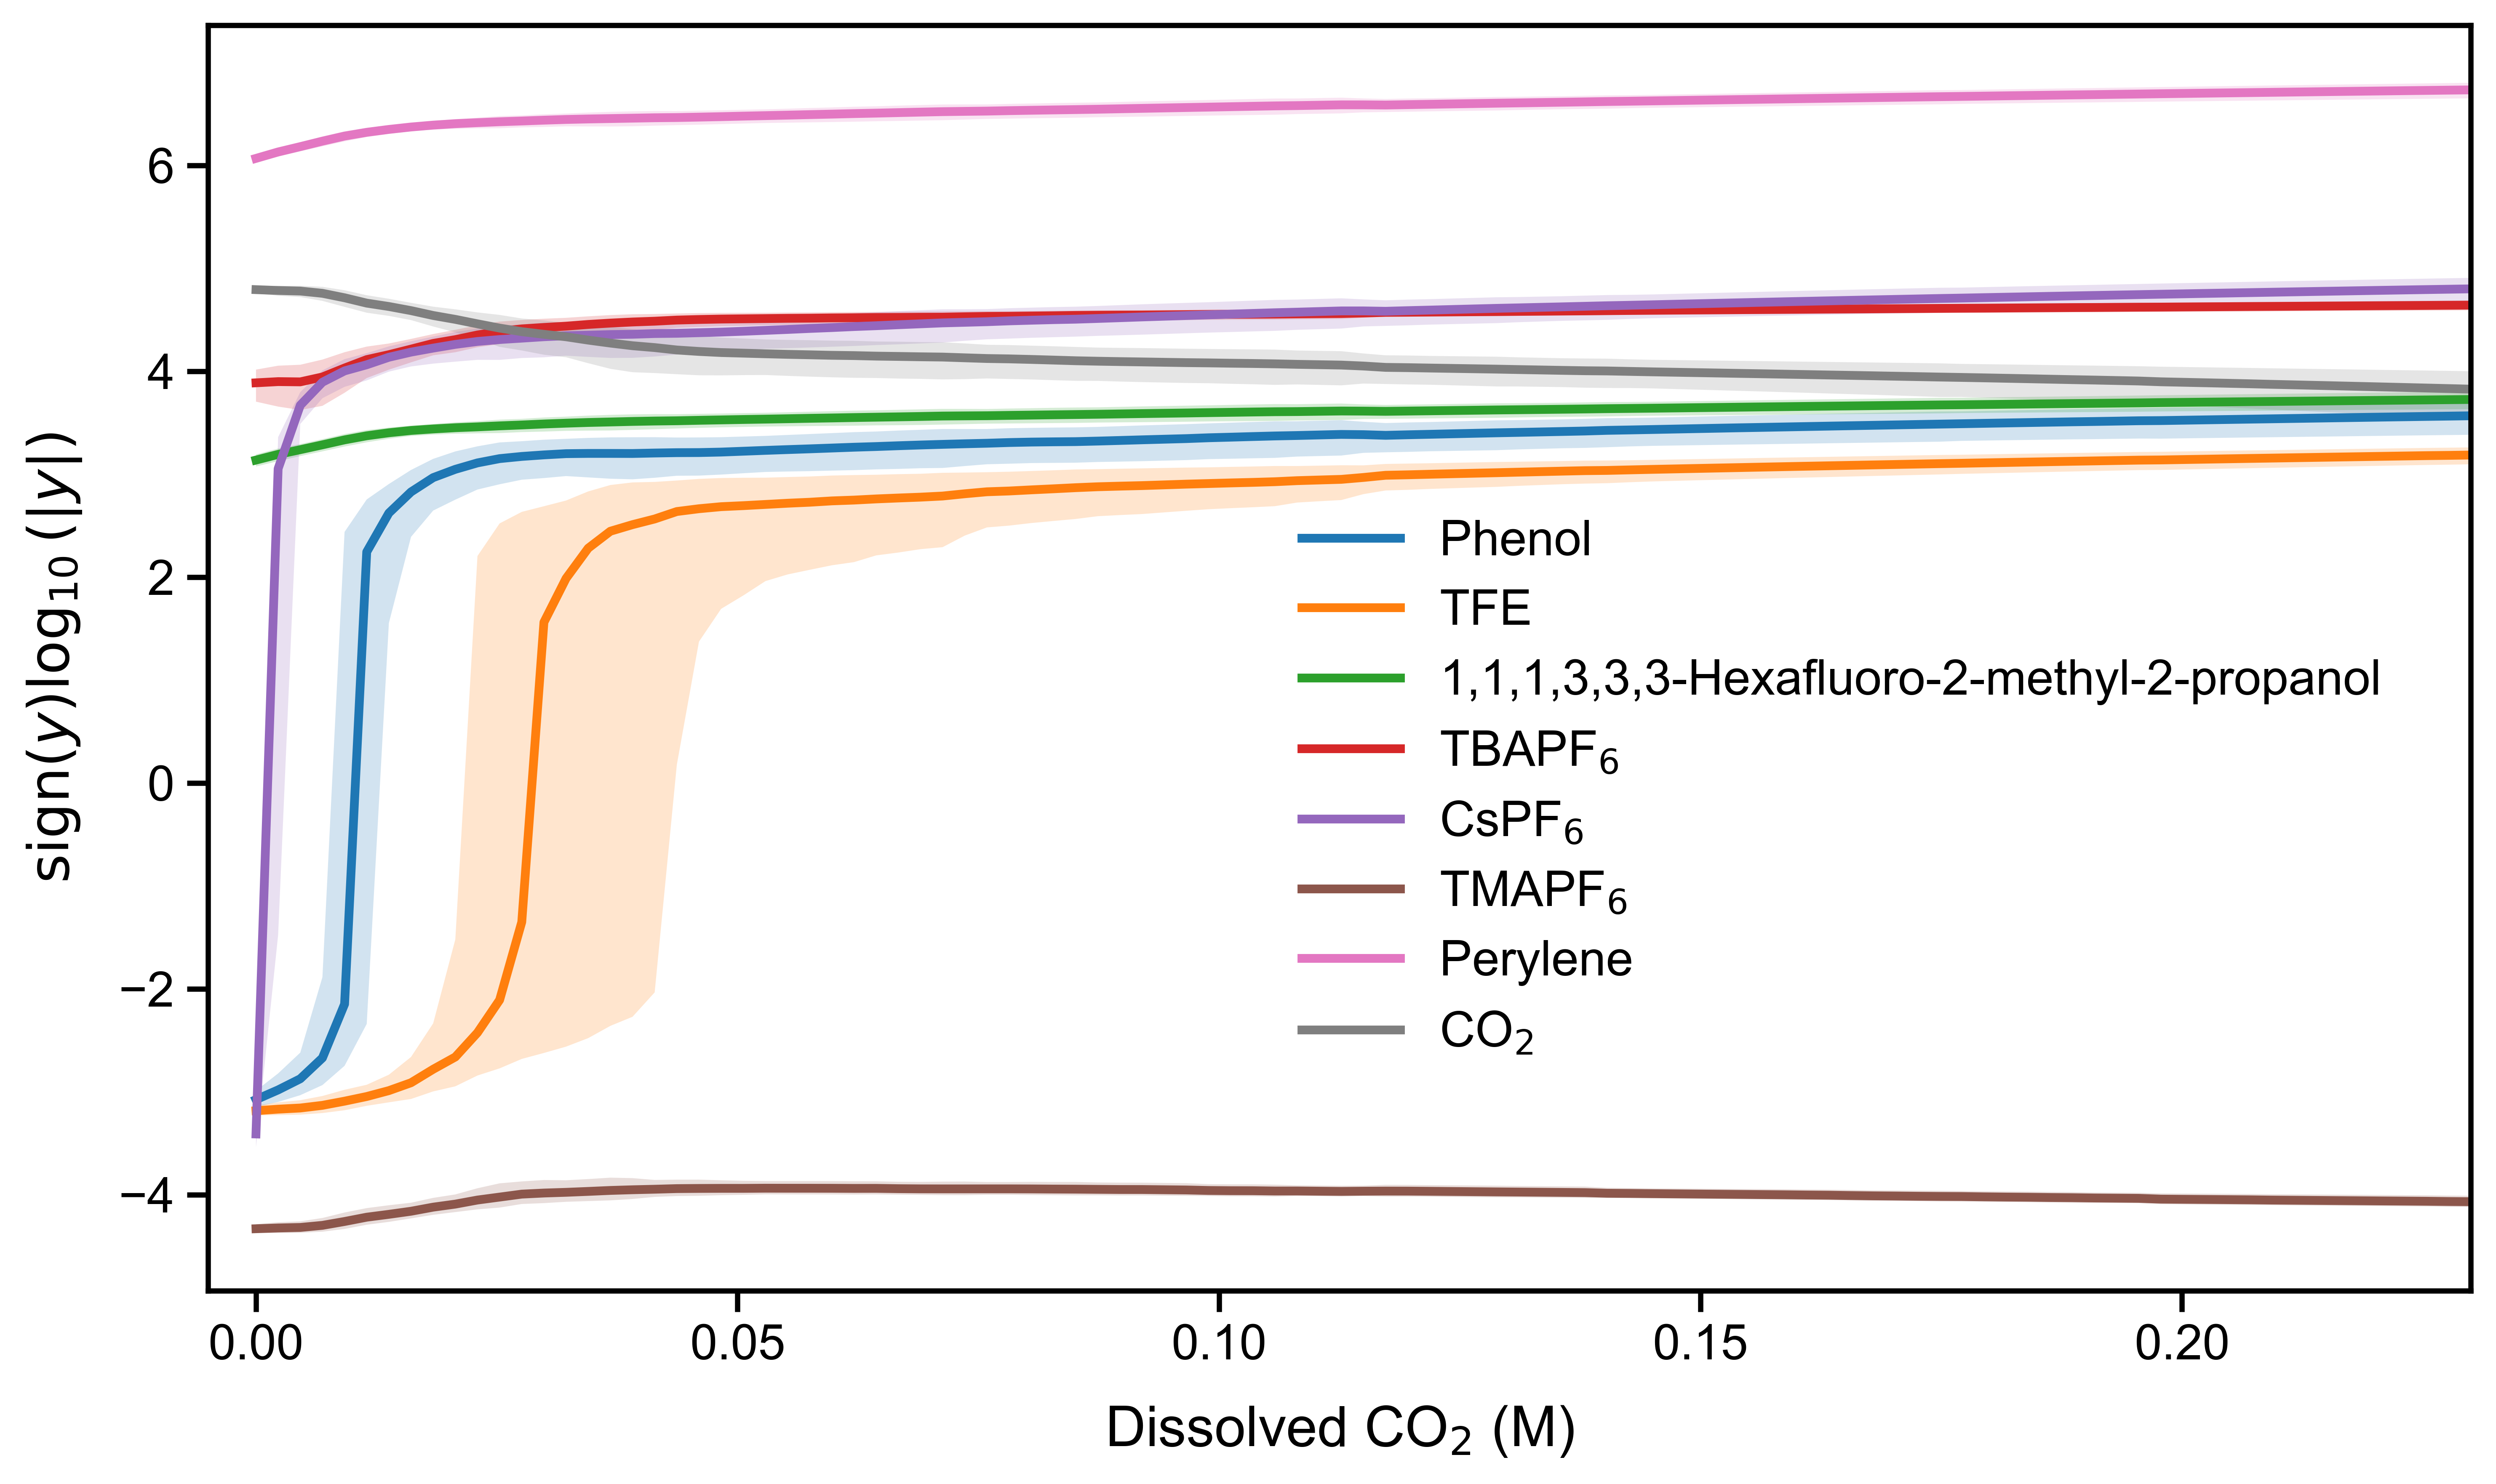 sign(y)log₁₀(|y|)
6
4
2
0
−2
−4
Phenol
TFE
1,1,1,3,3,3-Hexafluoro-2-methyl-2-propanol
TBAPF₆
CsPF₆
TMAPF₆
Perylene
CO₂
0.00 0.05 0.10 0.15 0.20
Dissolved CO₂ (M)